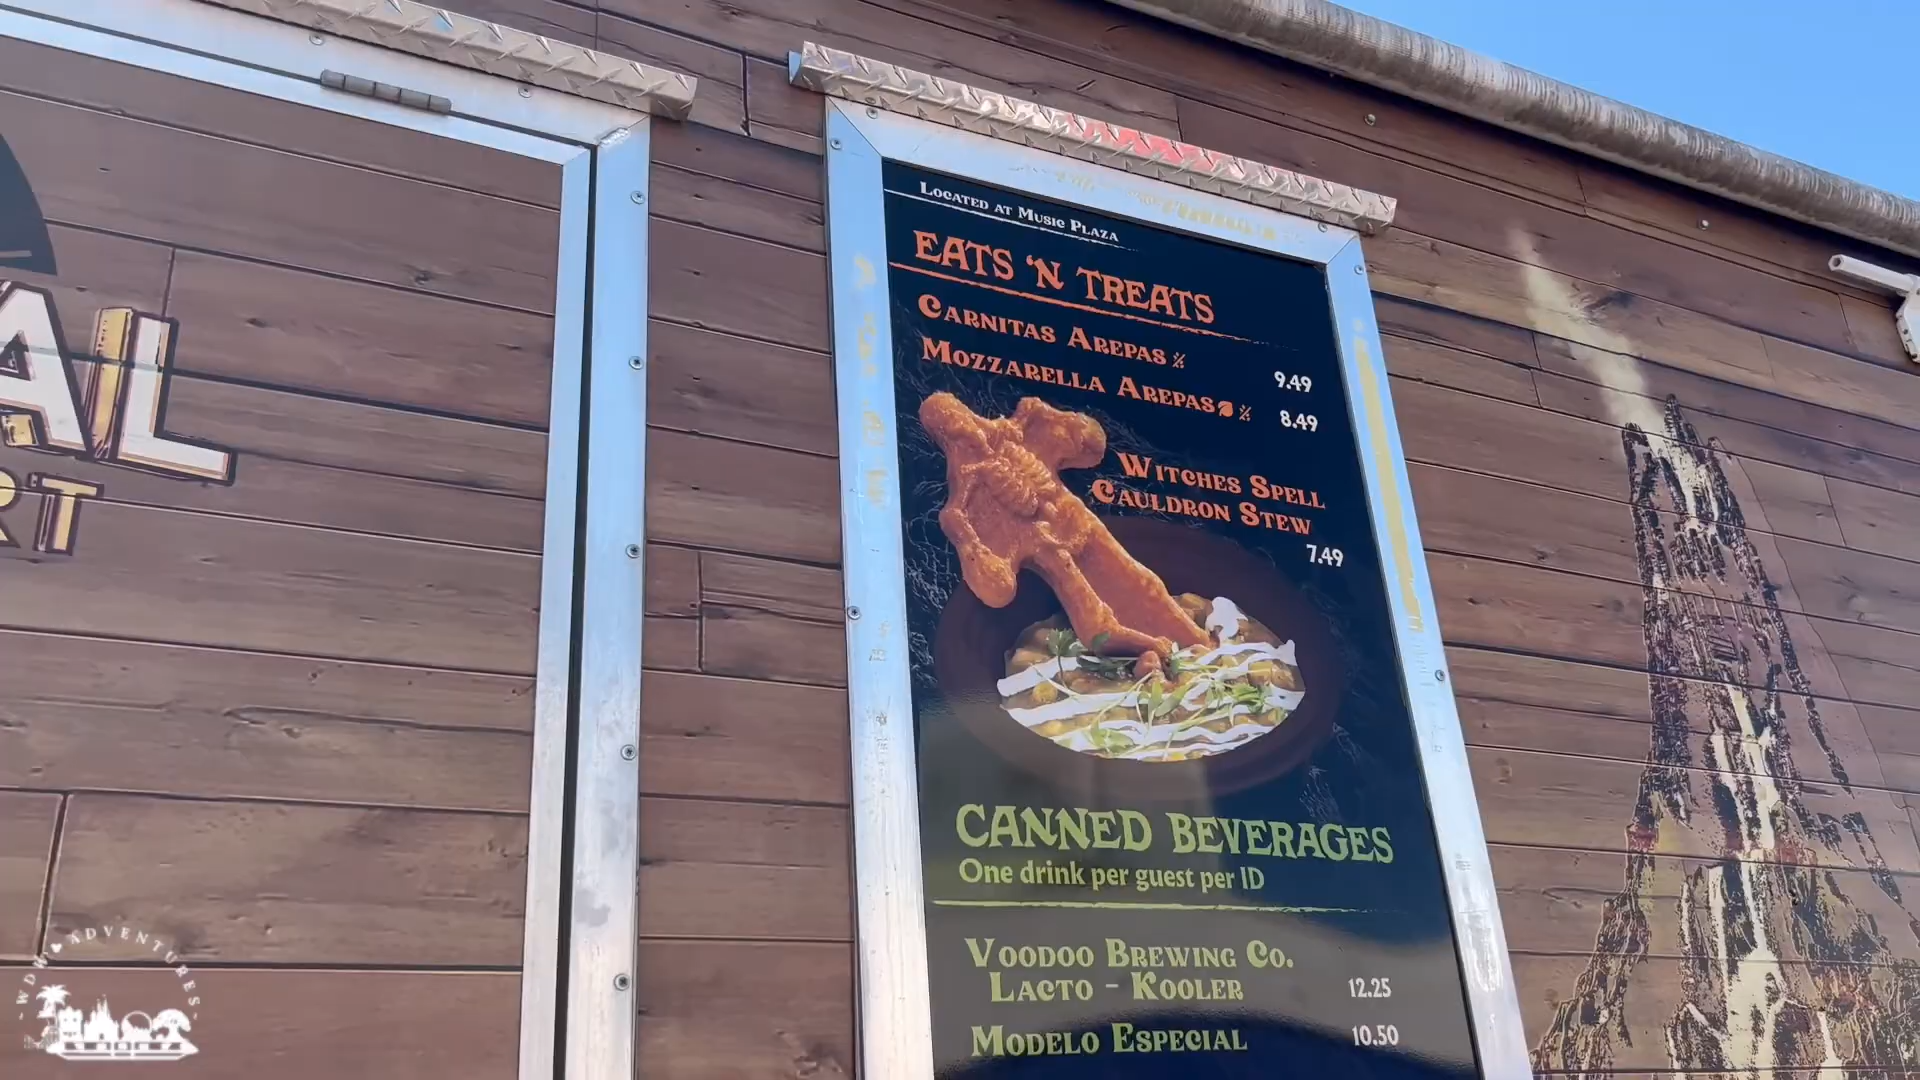 AL
RT
LOCATED AT MUSIC PLAZA
EATS 'N TREATS
CARNITAS AREPAS 9.49
MOZZARELLA AREPAS 8.49
WITCHES SPELL
CAULDRON STEW
7.49
CANNED BEVERAGES
One drink per guest per ID
VOODOO BREWING CO.
LACTO - KOOLER 12.25
MODELO ESPECIAL 10.50
WDW ADVENTURES